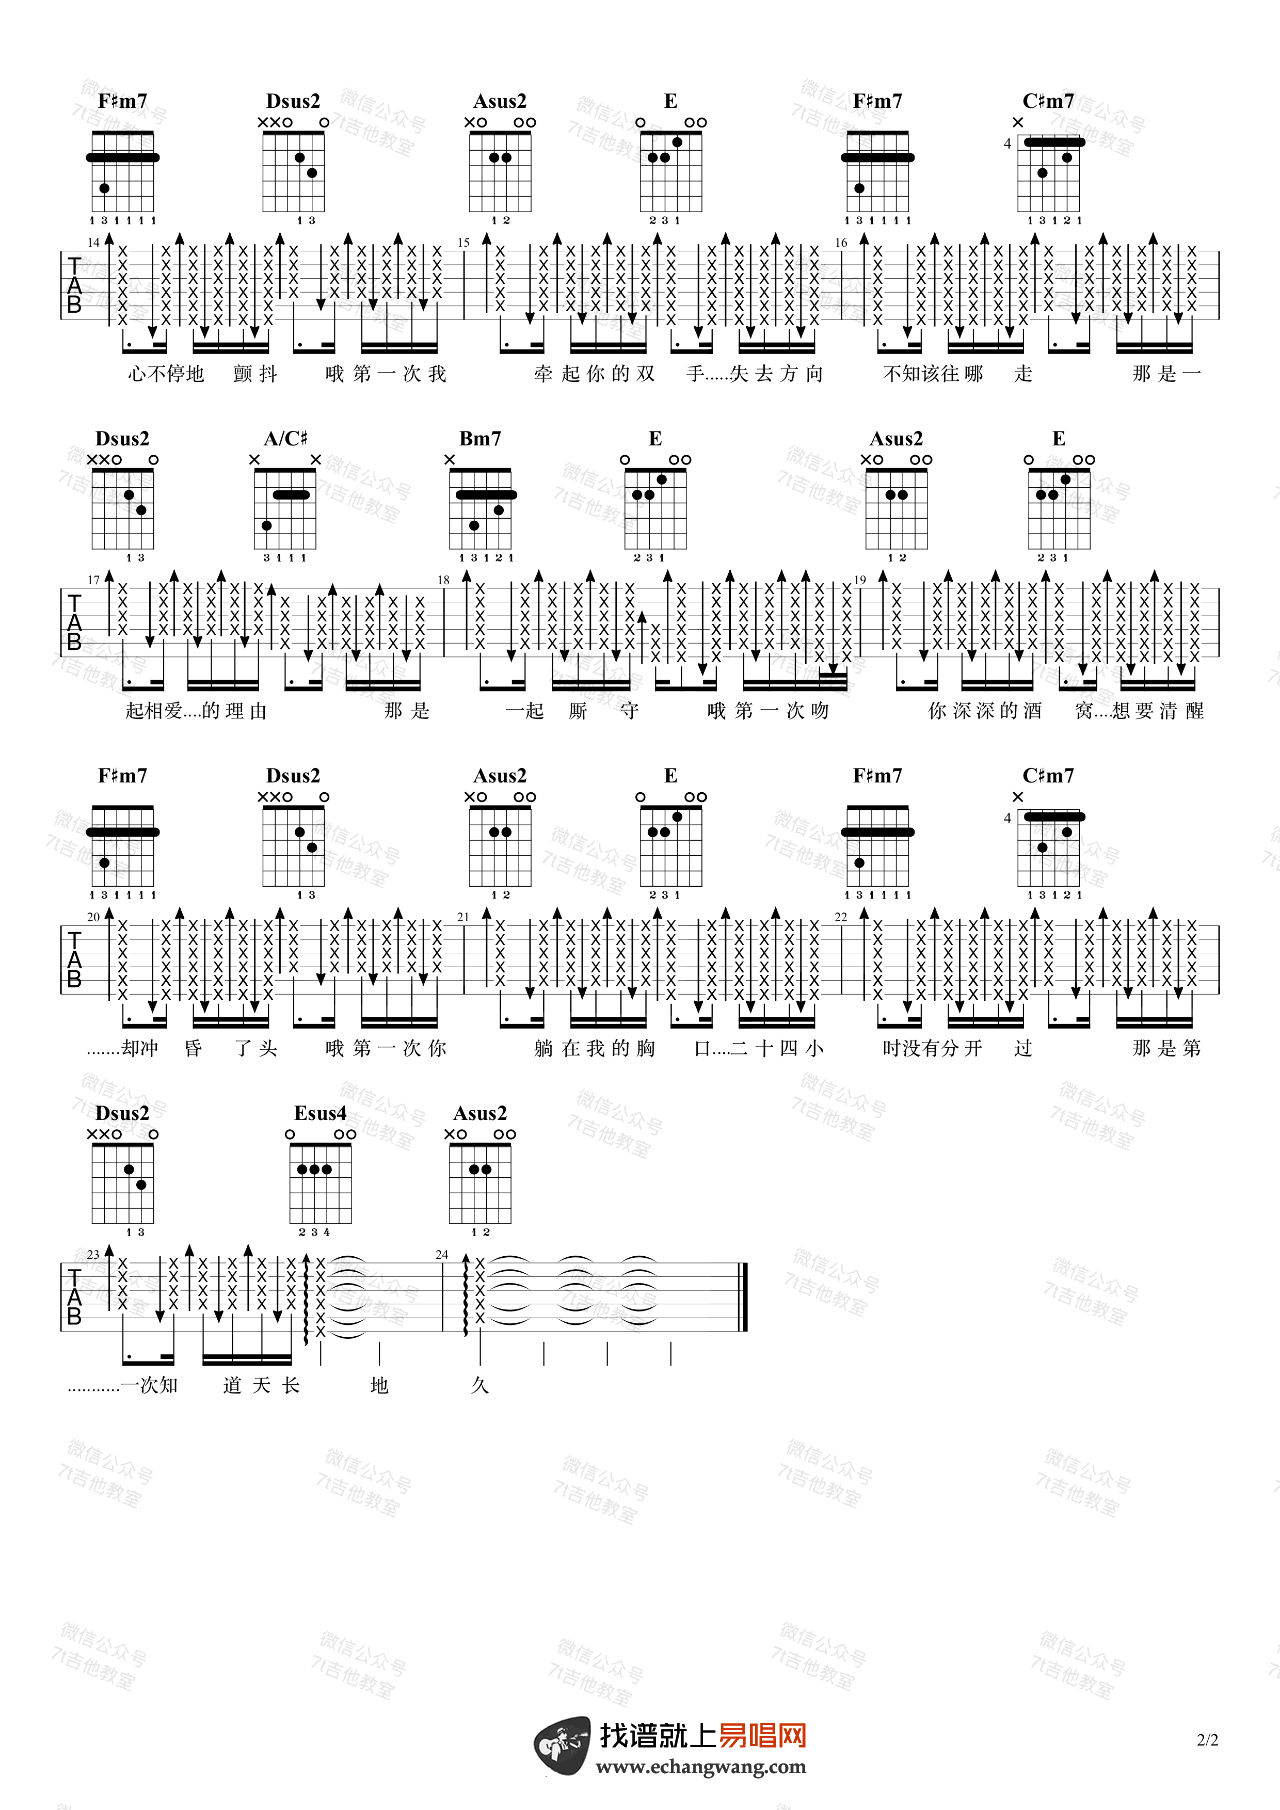 F♯m7 Dsus2 Asus2 E F♯m7 C♯m7
4
1 3 1 1 1 1 1 3 1 2 2 3 1 1 3 1 1 1 1 1 3 1 2 1
14 15 16
TAB
心不停地 颤抖 哦第一次我 牵起你的双 手.....失去方向 不知该往哪 走 那是一
Dsus2 A/C♯ Bm7 E Asus2 E
1 3 3 1 1 1 1 3 1 2 1 2 3 1 1 2 2 3 1
17 18 19
TAB
起相爱....的理由 那是 一起 厮 守 哦第一次吻 你深深的酒 窝....想要清醒
F♯m7 Dsus2 Asus2 E F♯m7 C♯m7
4
1 3 1 1 1 1 1 3 1 2 2 3 1 1 3 1 1 1 1 1 3 1 2 1
20 21 22
TAB
.......却冲 昏 了头 哦第一次你 躺在我的胸 口....二十四小 时没有分开 过 那是第
Dsus2 Esus4 Asus2
1 3 2 3 4 1 2
23 24
TAB
...........一次知 道天长 地 久
微信公众号
7t吉他教室
找谱就上易唱网
www.echangwang.com
2/2